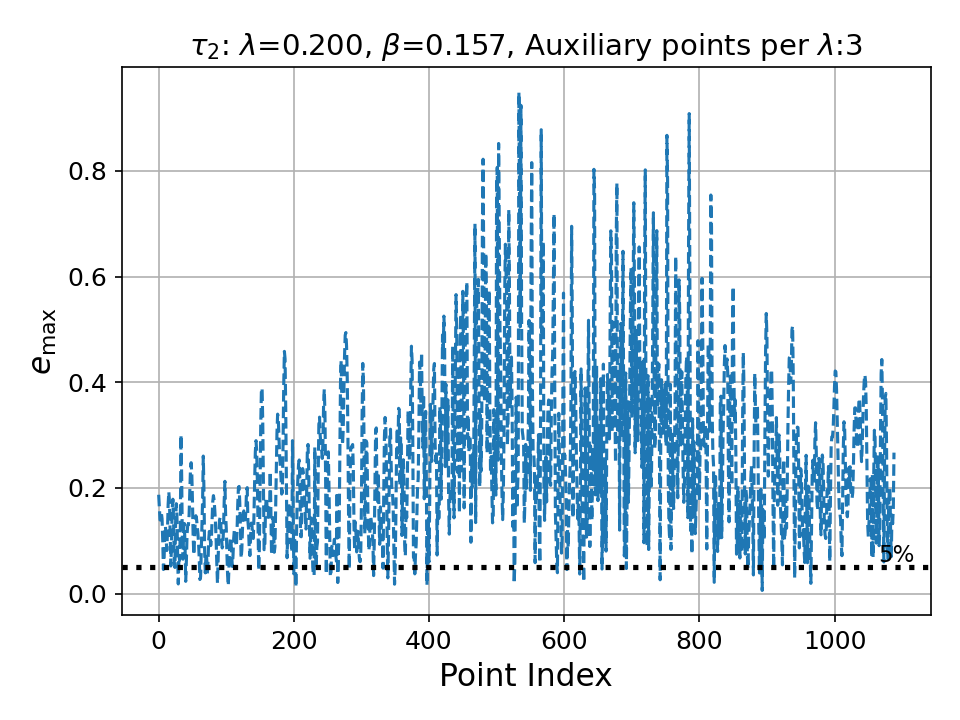 τ₂: λ=0.200, β=0.157, Auxiliary points per λ:3
0.8
0.6
0.4
0.2
0.0
e_max
5%
0 200 400 600 800 1000
Point Index